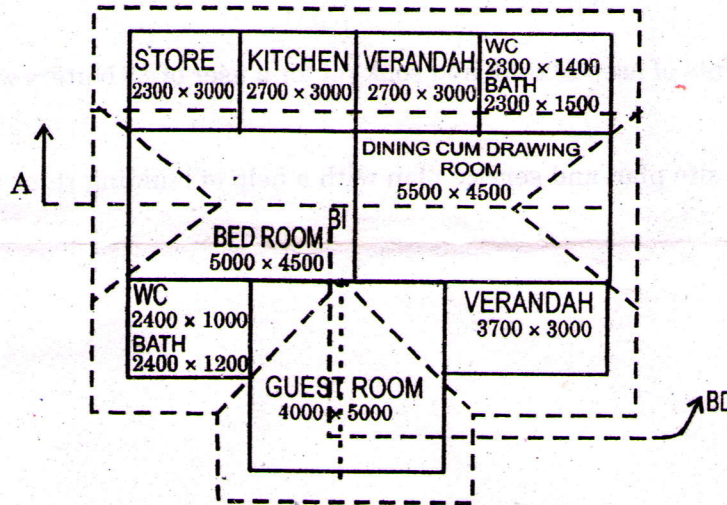 STORE
2300 × 3000
KITCHEN
2700 × 3000
VERANDAH
2700 × 3000
WC
2300 × 1400
BATH
2300 × 1500
A
DINING CUM DRAWING
ROOM
5500 × 4500
BI
BED ROOM
5000 × 4500
WC
2400 × 1000
BATH
2400 × 1200
VERANDAH
3700 × 3000
GUEST ROOM
4000 × 5000